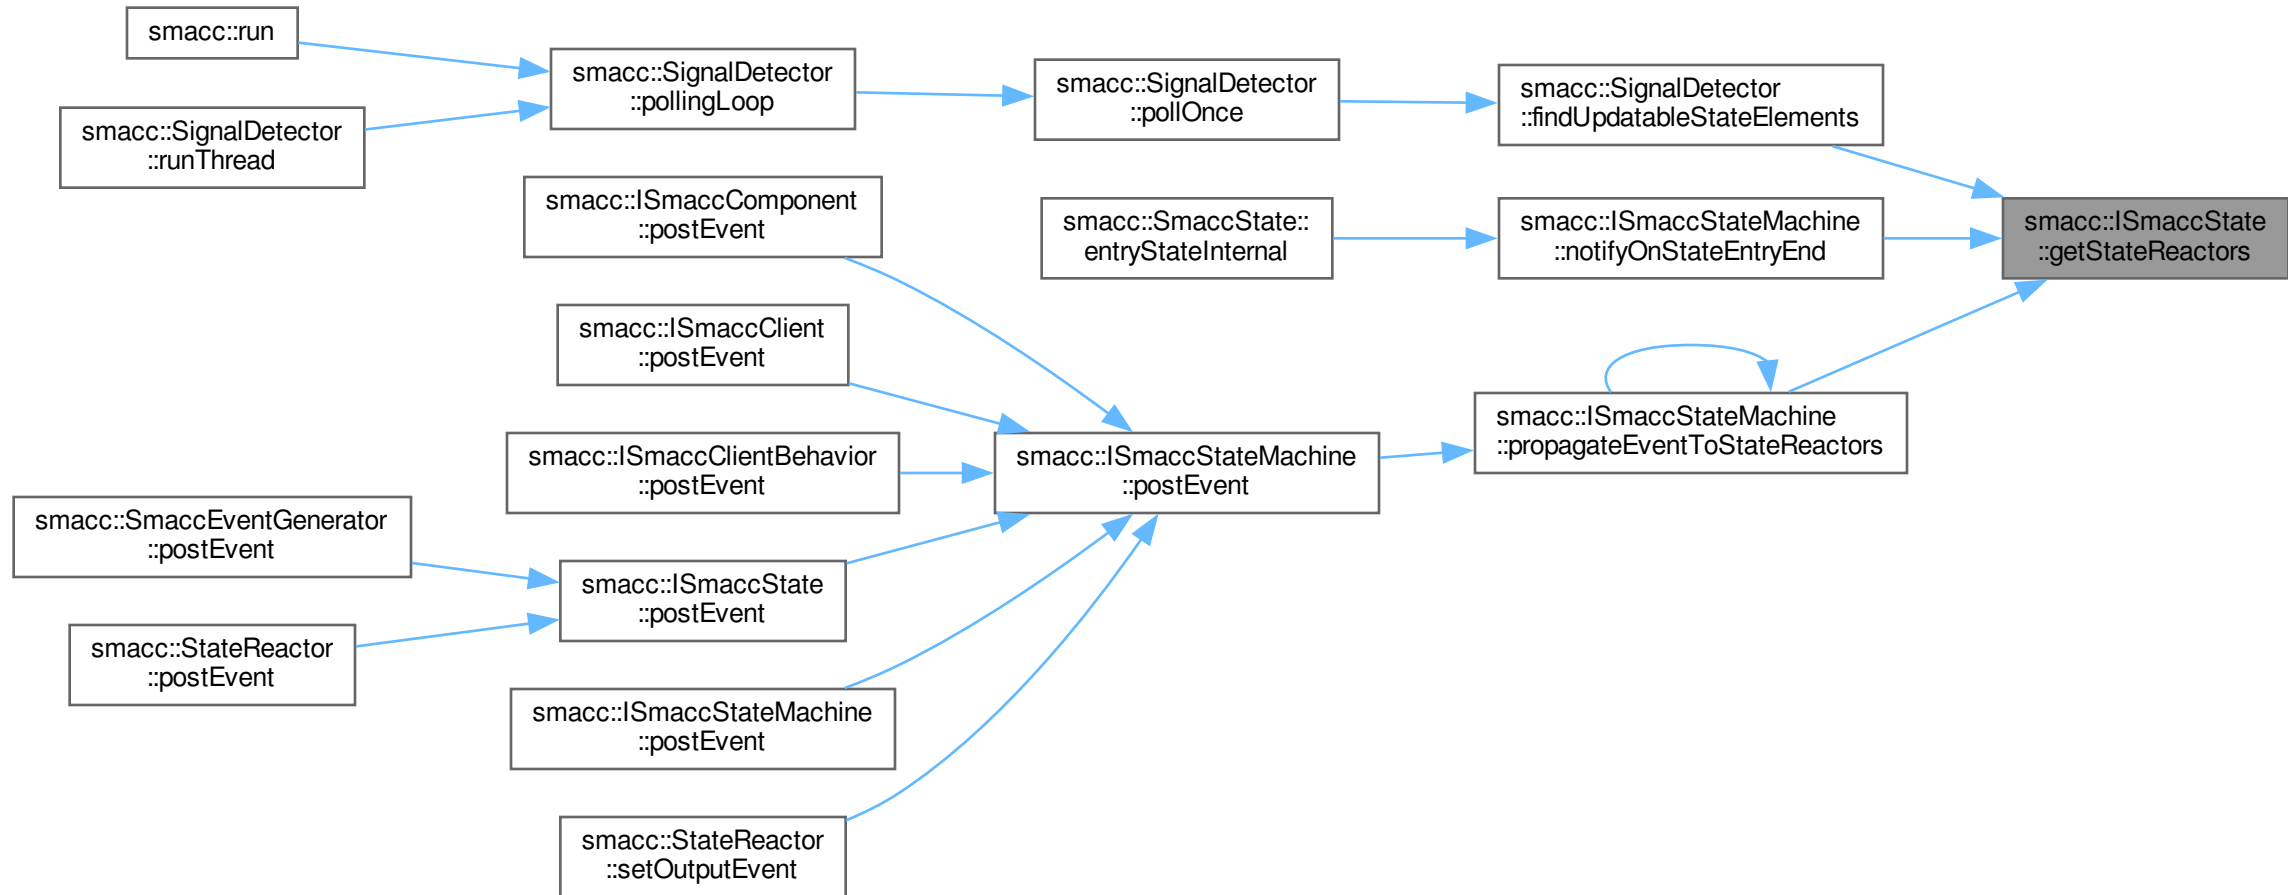 smacc::run
smacc::SignalDetector
::runThread
smacc::SignalDetector
::pollingLoop
smacc::SignalDetector
::pollOnce
smacc::SignalDetector
::findUpdatableStateElements
smacc::ISmaccComponent
::postEvent
smacc::SmaccState::
entryStateInternal
smacc::ISmaccStateMachine
::notifyOnStateEntryEnd
smacc::ISmaccState
::getStateReactors
smacc::ISmaccClient
::postEvent
smacc::ISmaccClientBehavior
::postEvent
smacc::ISmaccStateMachine
::postEvent
smacc::ISmaccStateMachine
::propagateEventToStateReactors
smacc::SmaccEventGenerator
::postEvent
smacc::ISmaccState
::postEvent
smacc::StateReactor
::postEvent
smacc::ISmaccStateMachine
::postEvent
smacc::StateReactor
::setOutputEvent